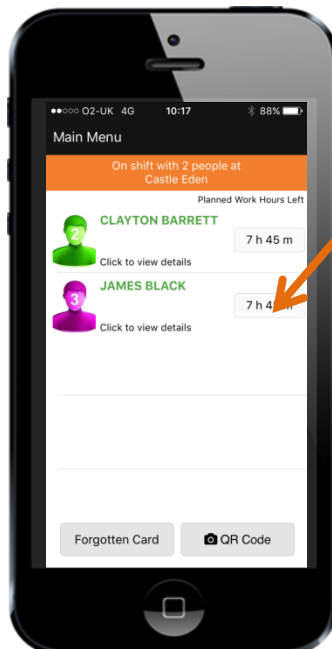 O2-UK 4G 10:17 88%
Main Menu
On shift with 2 people at
Castle Eden
Planned Work Hours Left
2
CLAYTON BARRETT
7 h 45 m
Click to view details
3
JAMES BLACK
7 h
Click to view details
Forgotten Card
QR Code